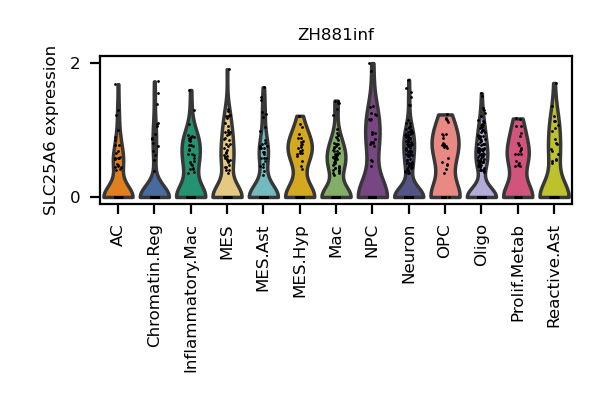 ZH881inf
SLC25A6 expression
2
0
AC
Chromatin.Reg
Inflammatory.Mac
MES
MES.Ast
MES.Hyp
Mac
NPC
Neuron
OPC
Oligo
Prolif.Metab
Reactive.Ast